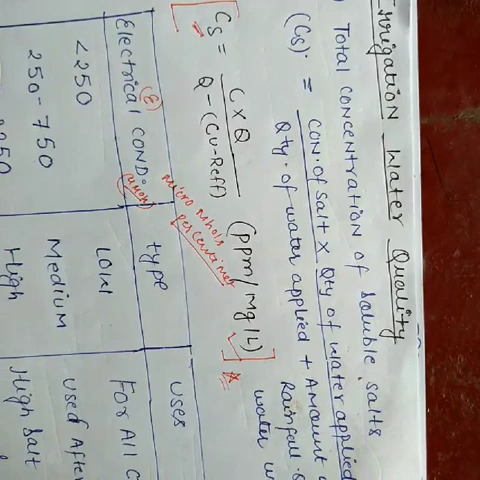 Irrigation Water Quality
) Total concentration of soluble salts
(Cs). = CON. of salt × Qty of water applied
Qty. of water applied + Amount
Rainfall
water
Cs = C×Q
Q-(Cu-Reff) (ppm/mg/L)
micro mhos
per centimeter
Electrical COND: type uses
<250 LOW For All C
250-750 Medium used After
2250 High High Salt